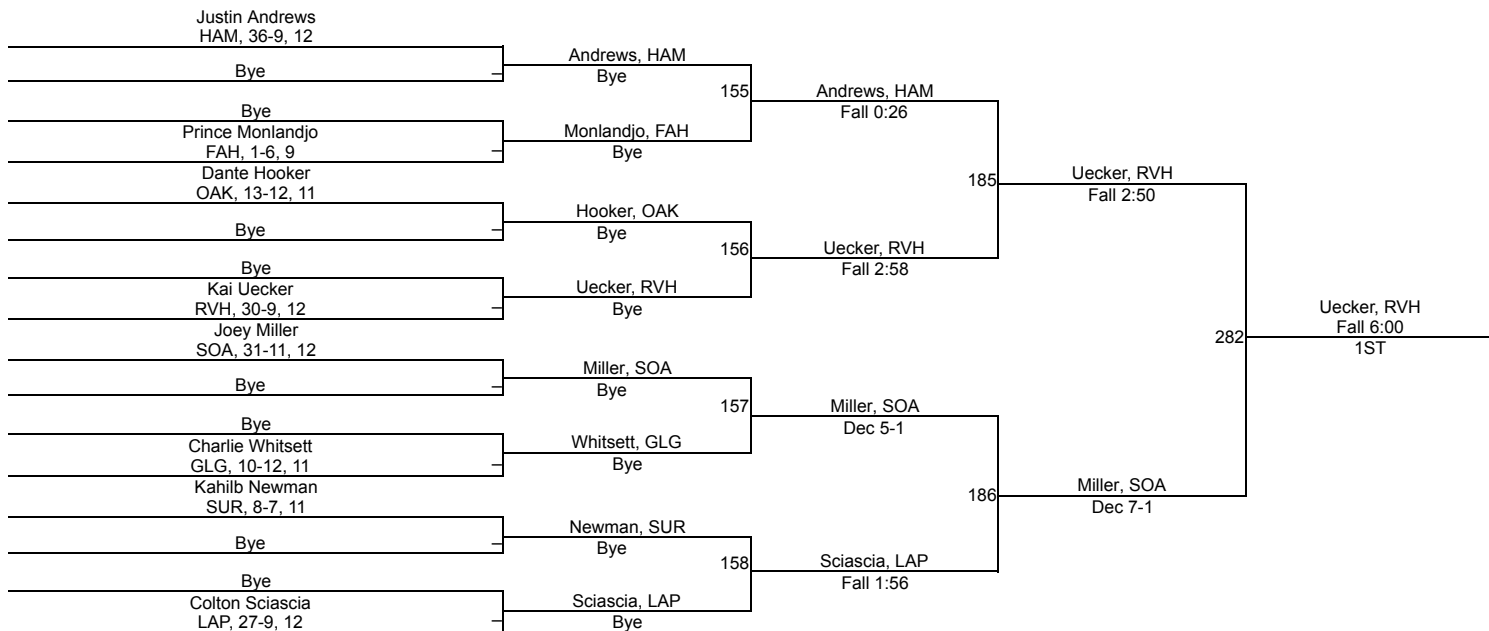 Justin Andrews
HAM, 36-9, 12
Bye
Bye
Prince Monlandjo
FAH, 1-6, 9
Dante Hooker
OAK, 13-12, 11
Bye
Bye
Kai Uecker
RVH, 30-9, 12
Joey Miller
SOA, 31-11, 12
Bye
Bye
Charlie Whitsett
GLG, 10-12, 11
Kahilb Newman
SUR, 8-7, 11
Bye
Bye
Colton Sciascia
LAP, 27-9, 12
Andrews, HAM
Bye
Monlandjo, FAH
Bye
Hooker, OAK
Bye
Uecker, RVH
Bye
Miller, SOA
Bye
Whitsett, GLG
Bye
Newman, SUR
Bye
Sciascia, LAP
Bye
155
Andrews, HAM
Fall 0:26
156
Uecker, RVH
Fall 2:58
157
Miller, SOA
Dec 5-1
158
Sciascia, LAP
Fall 1:56
185
Uecker, RVH
Fall 2:50
186
Miller, SOA
Dec 7-1
282
Uecker, RVH
Fall 6:00
1ST